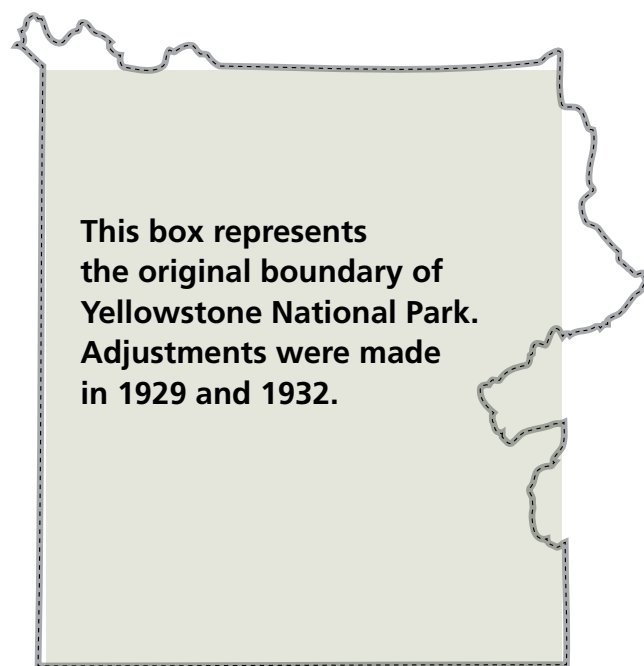 This box represents
the original boundary of
Yellowstone National Park.
Adjustments were made
in 1929 and 1932.